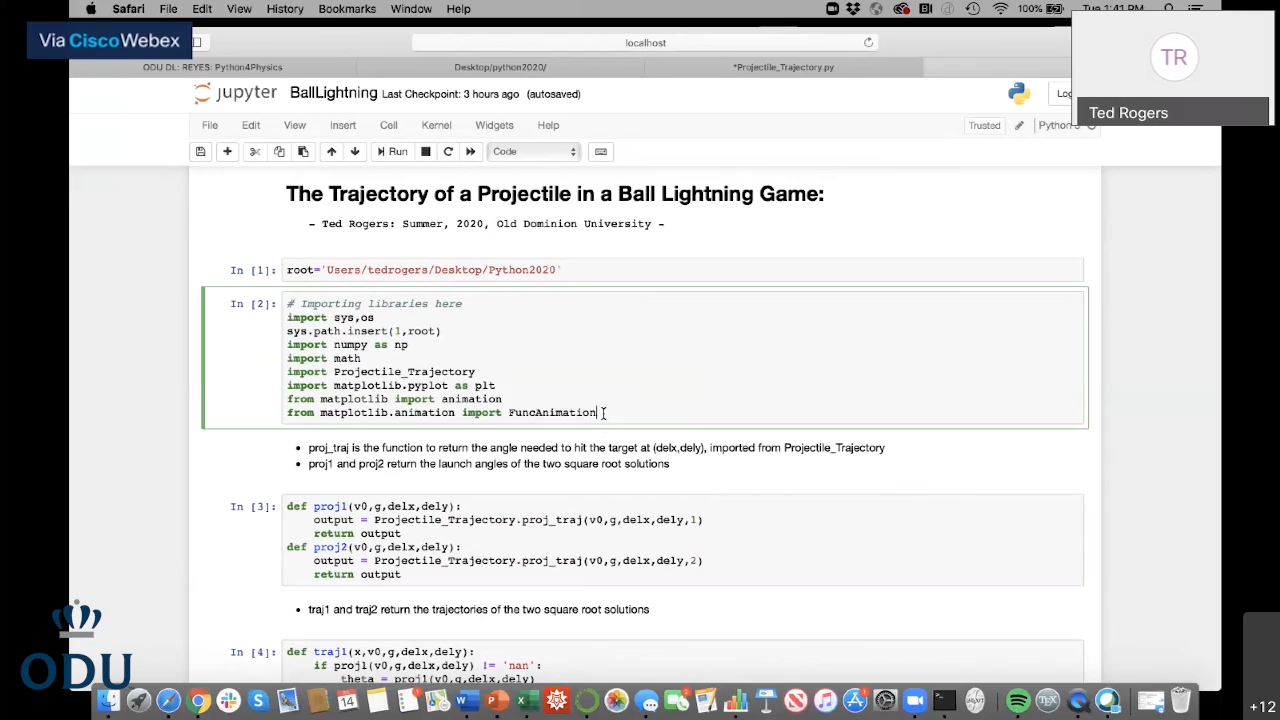 Safari File Edit View History Bookmarks Window Help
100% Tue 1:41 PM
Via Cisco Webex
localhost
ODU DL: REYES: Python4Physics
Desktop/python2020/
*Projectile_Trajectory.py
TR
Ted Rogers
jupyter BallLightning Last Checkpoint: 3 hours ago (autosaved)
File Edit View Insert Cell Kernel Widgets Help
Trusted
Run
Code
The Trajectory of a Projectile in a Ball Lightning Game:
- Ted Rogers: Summer, 2020, Old Dominion University -
In [1]: root='Users/tedrogers/Desktop/Python2020'
In [2]: # Importing libraries here
import sys,os
sys.path.insert(1,root)
import numpy as np
import math
import Projectile_Trajectory
import matplotlib.pyplot as plt
from matplotlib import animation
from matplotlib.animation import FuncAnimation
• proj_traj is the function to return the angle needed to hit the target at (delx,dely), imported from Projectile_Trajectory
• proj1 and proj2 return the launch angles of the two square root solutions
In [3]: def proj1(v0,g,delx,dely):
output = Projectile_Trajectory.proj_traj(v0,g,delx,dely,1)
return output
def proj2(v0,g,delx,dely):
output = Projectile_Trajectory.proj_traj(v0,g,delx,dely,2)
return output
• traj1 and traj2 return the trajectories of the two square root solutions
In [4]: def traj1(x,v0,g,delx,dely):
if proj1(v0,g,delx,dely) != 'nan':
theta = proj1(v0,g,delx,dely)
ODU
14
+12